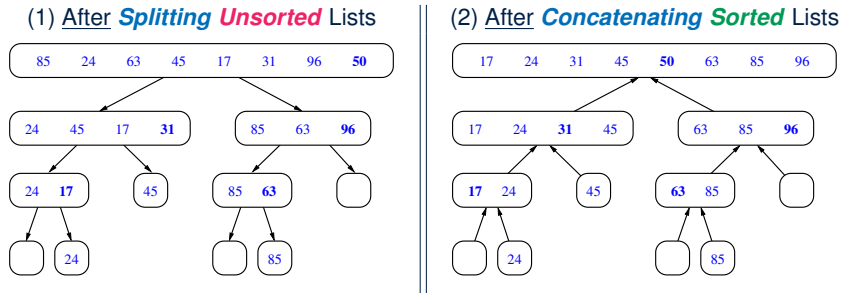 (1) After Splitting Unsorted Lists
85 24 63 45 17 31 96 50
24 45 17 31 85 63 96
24 17 45 85 63
24 85
(2) After Concatenating Sorted Lists
17 24 31 45 50 63 85 96
17 24 31 45 63 85 96
17 24 45 63 85
24 85